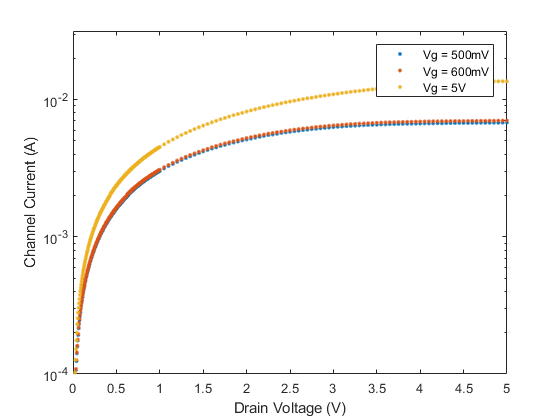 Vg = 500mV
Vg = 600mV
Vg = 5V
10-2
10-3
10-4
Channel Current (A)
0 0.5 1 1.5 2 2.5 3 3.5 4 4.5 5
Drain Voltage (V)